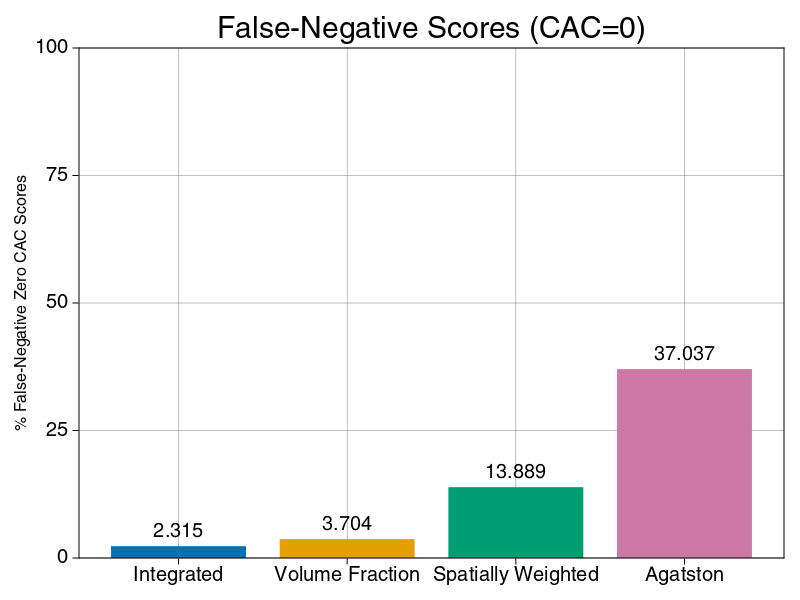 False-Negative Scores (CAC=0)
% False-Negative Zero CAC Scores
100
75
50
25
0
2.315
3.704
13.889
37.037
Integrated
Volume Fraction
Spatially Weighted
Agatston